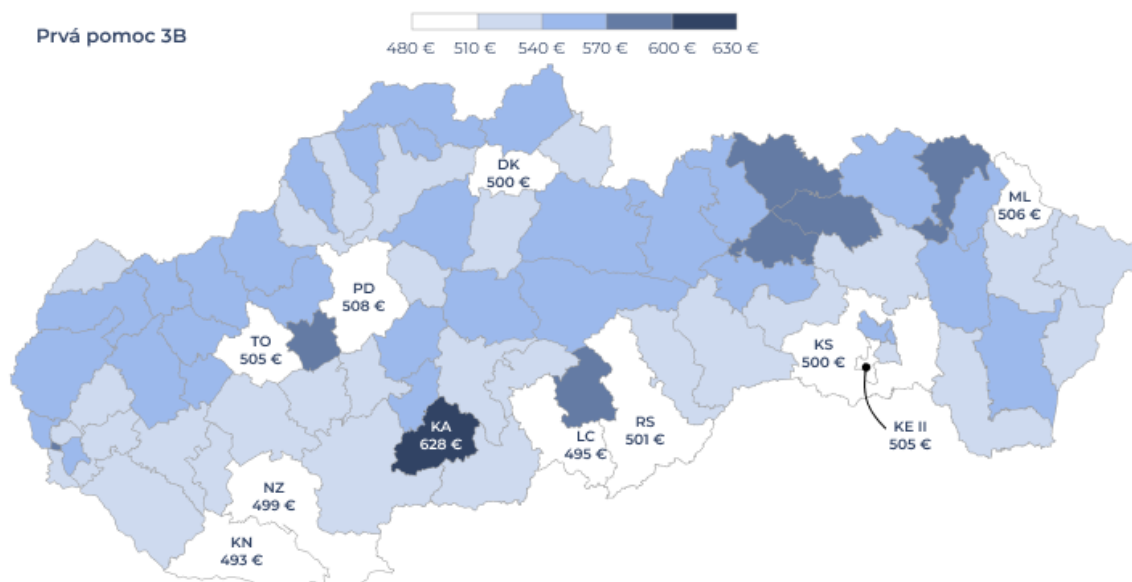 Prvá pomoc 3B
480 € 510 € 540 € 570 € 600 € 630 €
DK
500 €
ML
506 €
PD
508 €
TO
505 €
KS
500 €
KA
628 €
LC
495 €
RS
501 €
KE II
505 €
NZ
499 €
KN
493 €